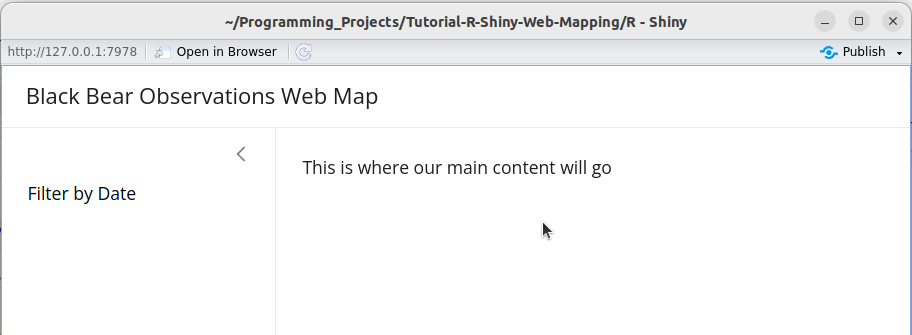 ~/Programming_Projects/Tutorial-R-Shiny-Web-Mapping/R - Shiny
http://127.0.0.1:7978 Open in Browser Publish
Black Bear Observations Web Map
This is where our main content will go
Filter by Date